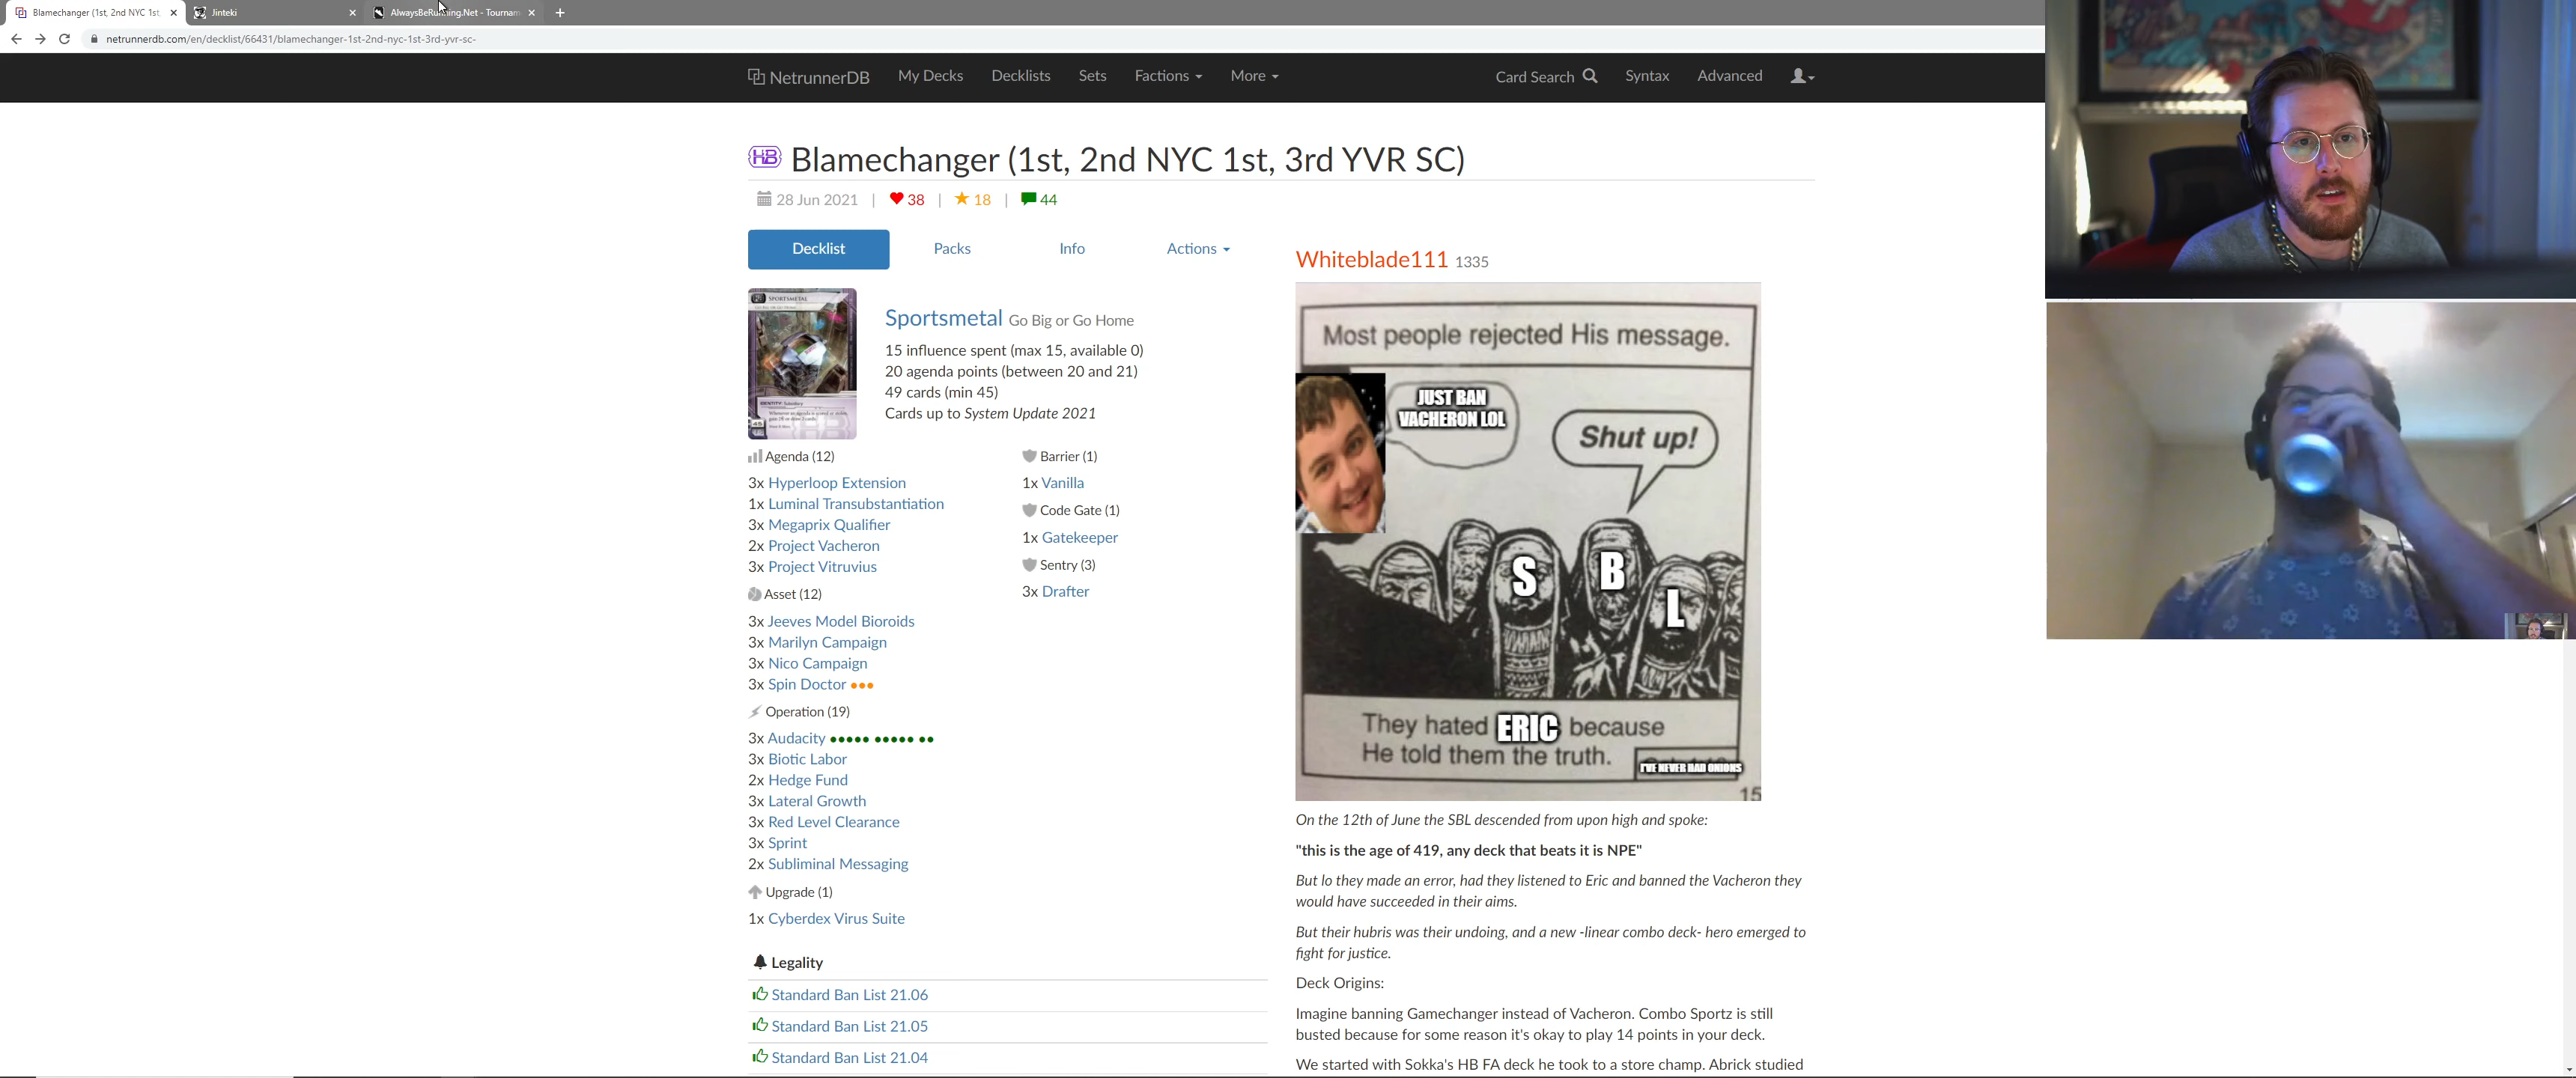 Blamechanger (1st, 2nd NYC 1st,
Jinteki
AlwaysBeRunning.Net - Tournam
netrunnerdb.com/en/decklist/66431/blamechanger-1st-2nd-nyc-1st-3rd-yvr-sc-
NetrunnerDB My Decks Decklists Sets Factions More Card Search Syntax Advanced
Blamechanger (1st, 2nd NYC 1st, 3rd YVR SC)
28 Jun 2021 | 38 | 18 | 44
Decklist Packs Info Actions
SPORTSMETAL
Sportsmetal Go Big or Go Home
15 influence spent (max 15, available 0)
20 agenda points (between 20 and 21)
49 cards (min 45)
Cards up to System Update 2021
Agenda (12)
3x Hyperloop Extension
1x Luminal Transubstantiation
3x Megaprix Qualifier
2x Project Vacheron
3x Project Vitruvius
Asset (12)
3x Jeeves Model Bioroids
3x Marilyn Campaign
3x Nico Campaign
3x Spin Doctor •••
Operation (19)
3x Audacity ••••• ••••• ••
3x Biotic Labor
2x Hedge Fund
3x Lateral Growth
3x Red Level Clearance
3x Sprint
2x Subliminal Messaging
Upgrade (1)
1x Cyberdex Virus Suite
Barrier (1)
1x Vanilla
Code Gate (1)
1x Gatekeeper
Sentry (3)
3x Drafter
Legality
Standard Ban List 21.06
Standard Ban List 21.05
Standard Ban List 21.04
Whiteblade111 1335
Most people rejected His message.
JUST BAN
VACHERON LOL
Shut up!
S B L
They hated ERIC because
He told them the truth.
I'VE NEVER HAD ONIONS
15
On the 12th of June the SBL descended from upon high and spoke:
"this is the age of 419, any deck that beats it is NPE"
But lo they made an error, had they listened to Eric and banned the Vacheron they
would have succeeded in their aims.
But their hubris was their undoing, and a new -linear combo deck- hero emerged to
fight for justice.
Deck Origins:
Imagine banning Gamechanger instead of Vacheron. Combo Sportz is still
busted because for some reason it's okay to play 14 points in your deck.
We started with Sokka's HB FA deck he took to a store champ. Abrick studied